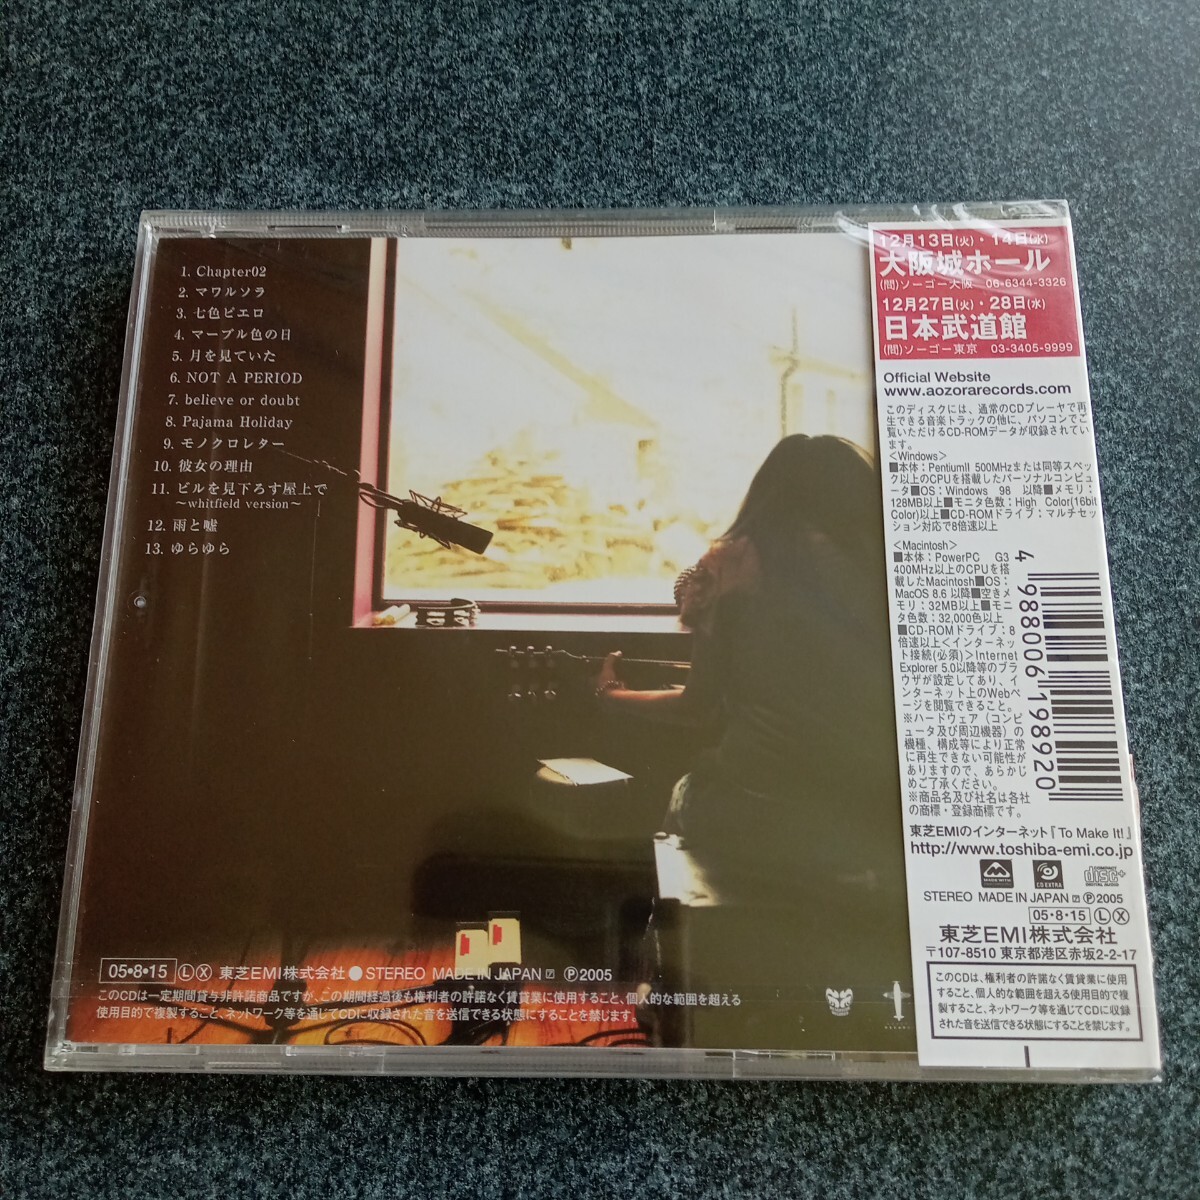 1. Chapter02
2. マワルソラ
3. 七色ピエロ
4. マーブル色の日
5. 月を見ていた
6. NOT A PERIOD
7. believe or doubt
8. Pajama Holiday
9. モノクロレター
10. 彼女の理由
11. ビルを見下ろす屋上で
～whitfield version～
12. 雨と嘘
13. ゆらゆら
05•8•15 Ⓛ Ⓧ 東芝EMI株式会社●STEREO MADE IN JAPAN ℗2005
このCDは一定期間貸与非許諾商品ですが、この期間経過後も権利者の許諾なく賃貸業に使用すること、個人的な範囲を超える
使用目的で複製すること、ネットワーク等を通じてCDに収録された音を送信できる状態にすることを禁じます。
12月13日(火)・14日(水)
大阪城ホール
(問)ソーゴー大阪 06-6344-3326
12月27日(火)・28日(水)
日本武道館
(問)ソーゴー東京 03-3405-9999
Official Website
www.aozorarecords.com
このディスクには、通常のCDプレーヤで再
生できる音楽トラックの他に、パソコンでご
覧いただけるCD-ROMデータが収録されてい
ます。
<Windows>
■本体：PentiumII 500MHzまたは同等スペッ
ク以上のCPUを搭載したパーソナルコンピュ
ータ■OS：Windows 98 以降■メモリ：
128MB以上■モニタ色数：High Color(16bit
Color)以上■CD-ROMドライブ：マルチセッ
ション対応で8倍速以上
<Macintosh>
■本体：PowerPC G3
400MHz以上のCPUを搭
載したMacintosh■OS：
MacOS 8.6 以降■空きメ
モリ：32MB以上■モニ
タ色数：32,000色以上
■CD-ROMドライブ：8
倍速以上<インターネッ
ト接続(必須)>Internet
Explorer 5.0以降等のブラ
ウザが設定してあり、イ
ンターネット上のWebペ
ージを閲覧できること。
※ハードウェア（コンピ
ュータ及び周辺機器）の
機種、構成等により正常
に再生できない可能性が
ありますので、あらかじ
めご了承ください。
※商品名及び社名は各社
の商標・登録商標です。
4 988006 198920
東芝EMIのインターネット『To Make It!』
http://www.toshiba-emi.co.jp
CD EXTRA
COMPACT
disc+
DIGITAL AUDIO
STEREO MADE IN JAPAN ℗2005
05・8・15 Ⓛ Ⓧ
東芝EMI株式会社
〒107-8510 東京都港区赤坂2-2-17
このCDは、権利者の許諾なく賃貸業に使用
すること、個人的な範囲を超える使用目的で複
製すること、ネットワーク等を通じてCDに収録
された音を送信できる状態にすることを禁じます。